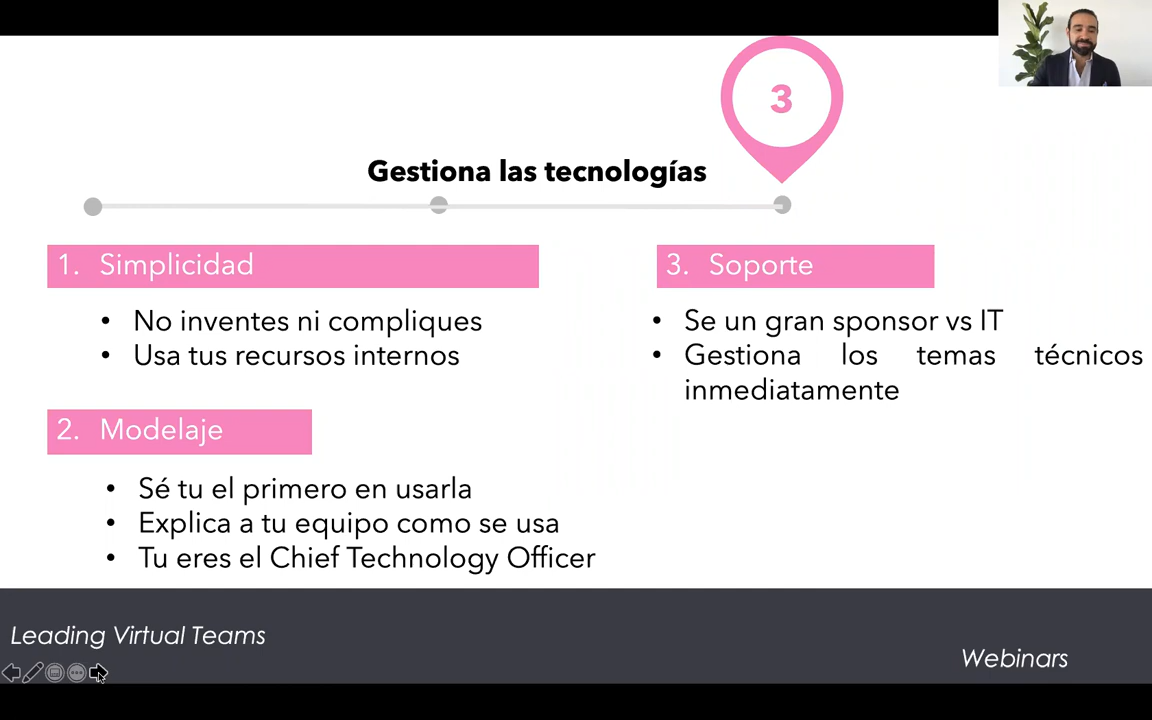 3
Gestiona las tecnologías
1. Simplicidad
• No inventes ni compliques
• Usa tus recursos internos
2. Modelaje
• Sé tu el primero en usarla
• Explica a tu equipo como se usa
• Tu eres el Chief Technology Officer
3. Soporte
• Se un gran sponsor vs IT
• Gestiona los temas técnicos
inmediatamente
Leading Virtual Teams
Webinars